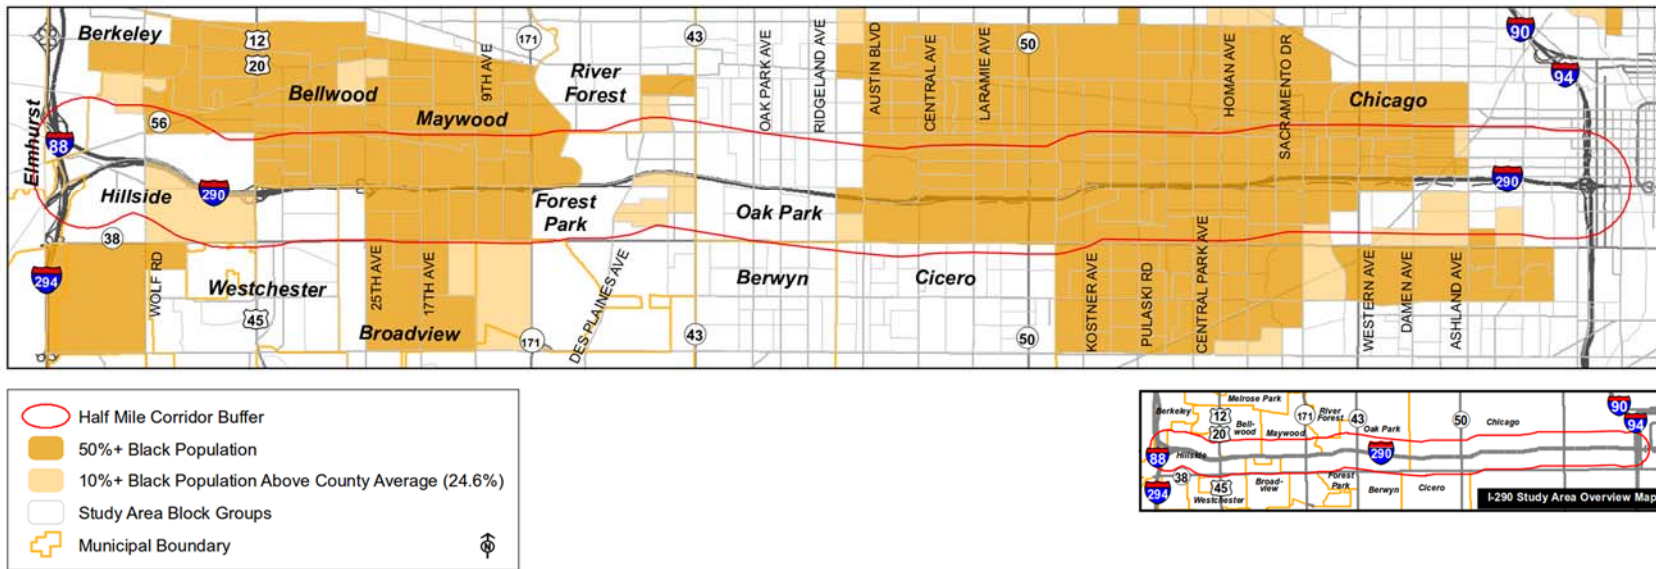 Berkeley
12
20
171
43
50
90
94
9TH AVE
River
Forest
OAK PARK AVE
RIDGELAND AVE
AUSTIN BLVD
CENTRAL AVE
LARAMIE AVE
HOMAN AVE
SACRAMENTO DR
Bellwood
Maywood
Chicago
Elmhurst
56
88
Hillside
290
290
Forest
Park
Oak Park
38
294
WOLF RD
Westchester
45
25TH AVE
17TH AVE
Broadview
171
DES PLAINES AVE
43
Berwyn
Cicero
50
KOSTNER AVE
PULASKI RD
CENTRAL PARK AVE
WESTERN AVE
DAMEN AVE
ASHLAND AVE
Half Mile Corridor Buffer
50%+ Black Population
10%+ Black Population Above County Average (24.6%)
Study Area Block Groups
Municipal Boundary
N
Melrose Park
Berkeley
12
20
171
River
Forest
43
Oak Park
50
Chicago
90
94
Bell-
wood
Maywood
88
Hillside
290
38
294
45
Westchester
Broad-
view
Forest
Park
Berwyn
Cicero
I-290 Study Area Overview Map